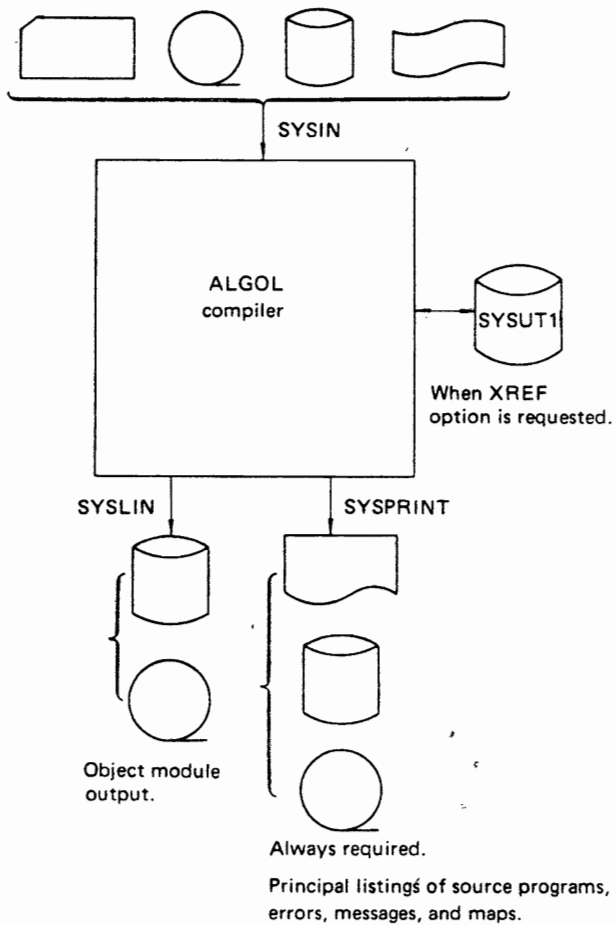 SYSIN
ALGOL
compiler
SYSUT1
When XREF
option is requested.
SYSLIN
SYSPRINT
Object module
output.
Always required.
Principal listings of source programs,
errors, messages, and maps.